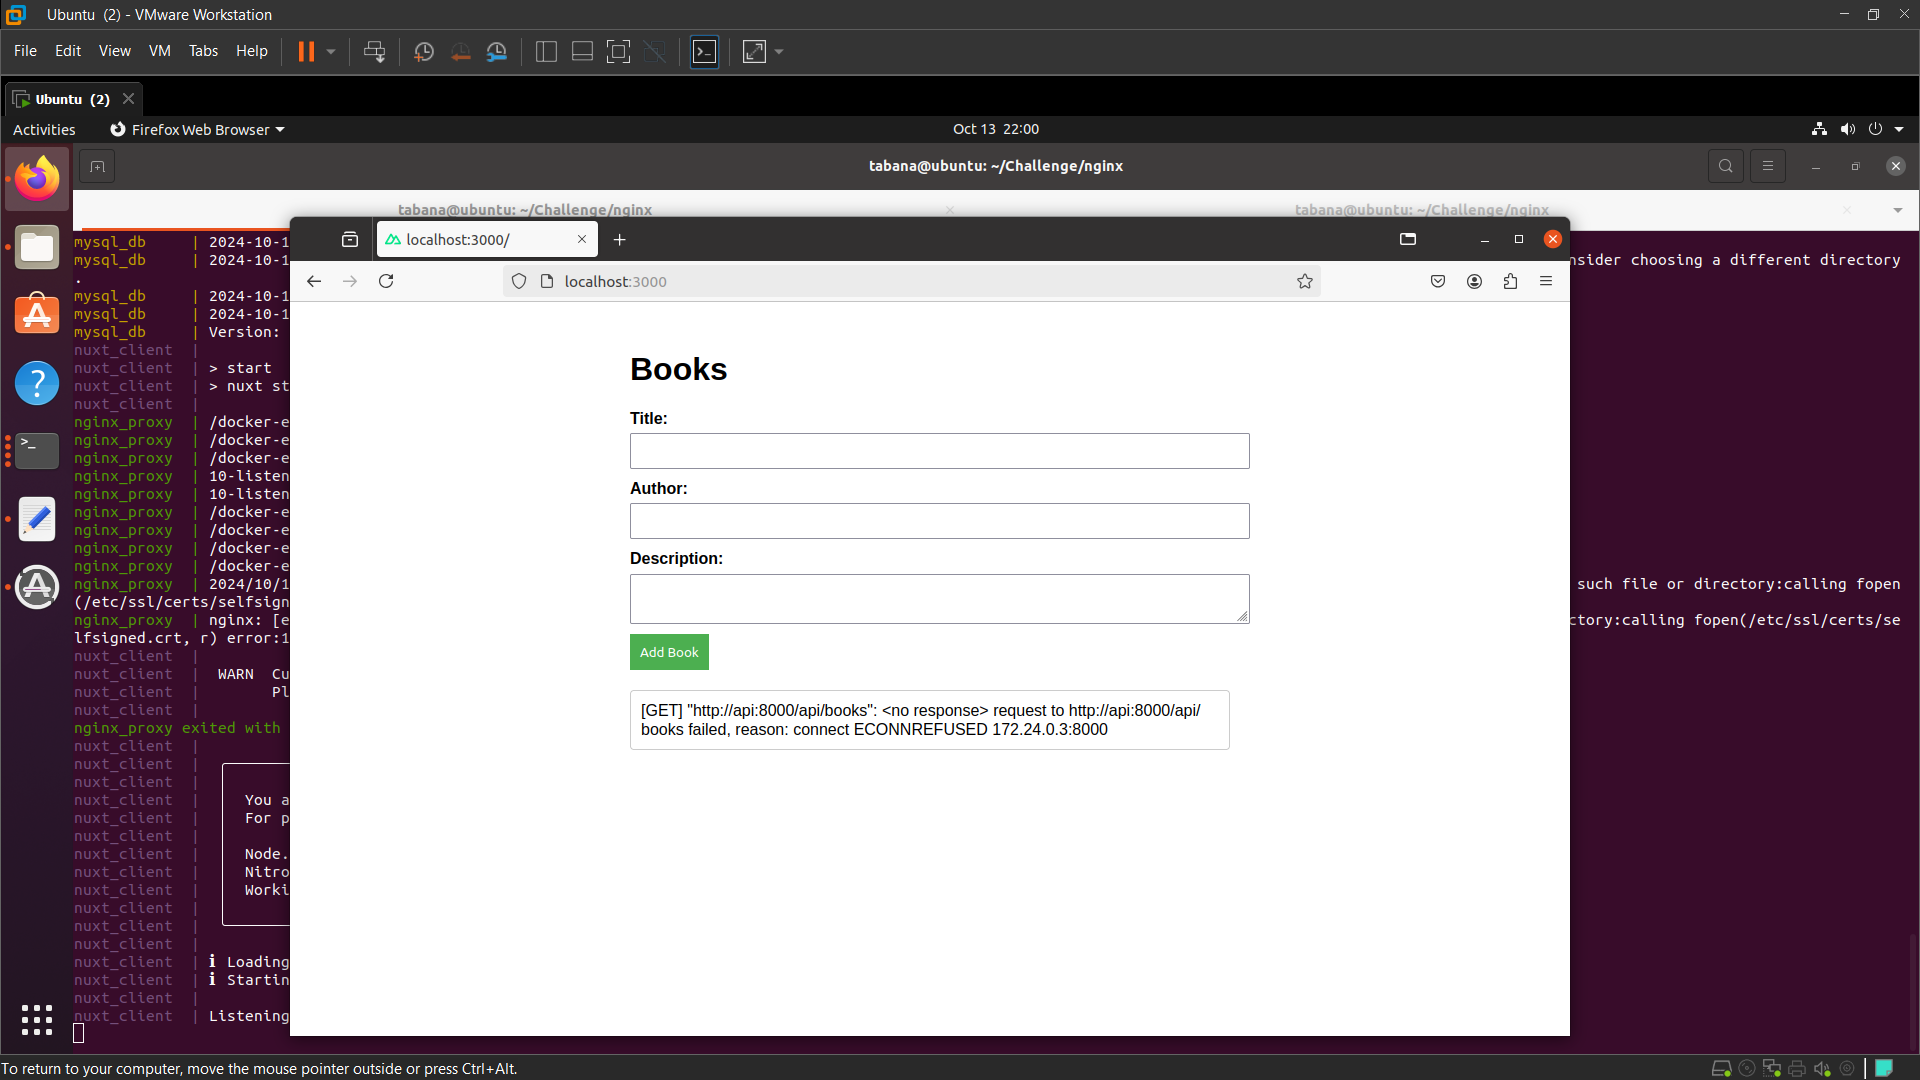 Ubuntu (2) - VMware Workstation
File Edit View VM Tabs Help
Ubuntu (2)
Activities Firefox Web Browser Oct 13 22:00
tabana@ubuntu: ~/Challenge/nginx
tabana@ubuntu: ~/Challenge/nginx tabana@ubuntu: ~/Challenge/nginx
mysql_db | 2024-10-1
mysql_db | 2024-10-1 nsider choosing a different directory
.
mysql_db | 2024-10-1
mysql_db | 2024-10-1
mysql_db | Version:
nuxt_client |
nuxt_client | > start
nuxt_client | > nuxt st
nuxt_client |
nginx_proxy | /docker-e
nginx_proxy | /docker-e
nginx_proxy | /docker-e
nginx_proxy | 10-listen
nginx_proxy | 10-listen
nginx_proxy | /docker-e
nginx_proxy | /docker-e
nginx_proxy | /docker-e
nginx_proxy | /docker-e
nginx_proxy | 2024/10/1 such file or directory:calling fopen
(/etc/ssl/certs/selfsign
nginx_proxy | nginx: [e ctory:calling fopen(/etc/ssl/certs/se
lfsigned.crt, r) error:1
nuxt_client |
nuxt_client | WARN Cu
nuxt_client | Pl
nuxt_client |
nginx_proxy exited with
nuxt_client |
nuxt_client |
nuxt_client |
nuxt_client | You a
nuxt_client | For p
nuxt_client |
nuxt_client | Node.
nuxt_client | Nitro
nuxt_client | Worki
nuxt_client |
nuxt_client |
nuxt_client |
nuxt_client | ℹ Loading
nuxt_client | ℹ Startin
nuxt_client |
nuxt_client | Listening
localhost:3000/
localhost:3000
Books
Title:
Author:
Description:
Add Book
[GET] "http://api:8000/api/books": <no response> request to http://api:8000/api/
books failed, reason: connect ECONNREFUSED 172.24.0.3:8000
To return to your computer, move the mouse pointer outside or press Ctrl+Alt.